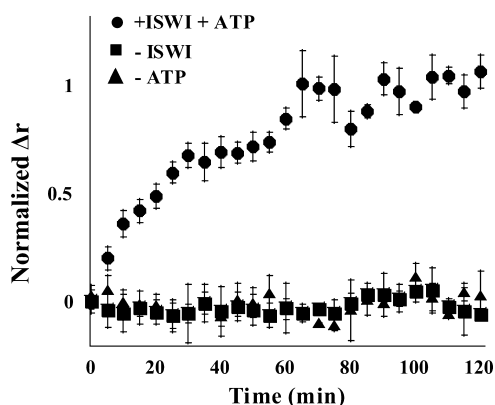 +ISWI + ATP
- ISWI
- ATP
Normalized Δr
1
0.5
0
0 20 40 60 80 100 120
Time (min)